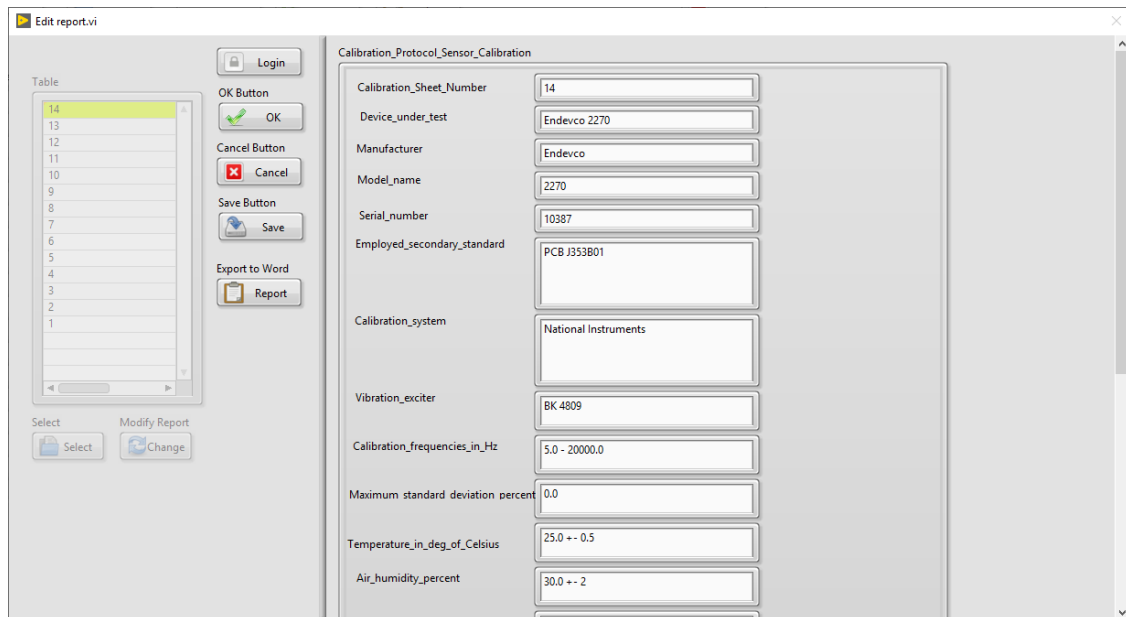 Edit report.vi
Table
14
13
12
11
10
9
8
7
6
5
4
3
2
1
Select
Modify Report
Select
Change
Login
OK Button
OK
Cancel Button
Cancel
Save Button
Save
Export to Word
Report
Calibration_Protocol_Sensor_Calibration
Calibration_Sheet_Number 14
Device_under_test Endevco 2270
Manufacturer Endevco
Model_name 2270
Serial_number 10387
Employed_secondary_standard PCB J353B01
Calibration_system National Instruments
Vibration_exciter BK 4809
Calibration_frequencies_in_Hz 5.0 - 20000.0
Maximum standard deviation percent 0.0
Temperature_in_deg_of_Celsius 25.0 +- 0.5
Air_humidity_percent 30.0 +- 2